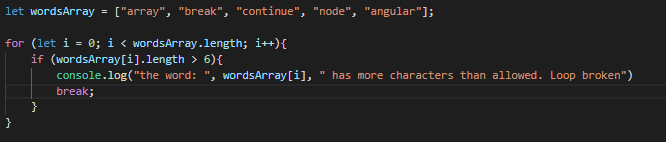 let wordsArray = ["array", "break", "continue", "node", "angular"];
for (let i = 0; i < wordsArray.length; i++){
if (wordsArray[i].length > 6){
console.log("the word: ", wordsArray[i], " has more characters than allowed. Loop broken")
break;
}
}